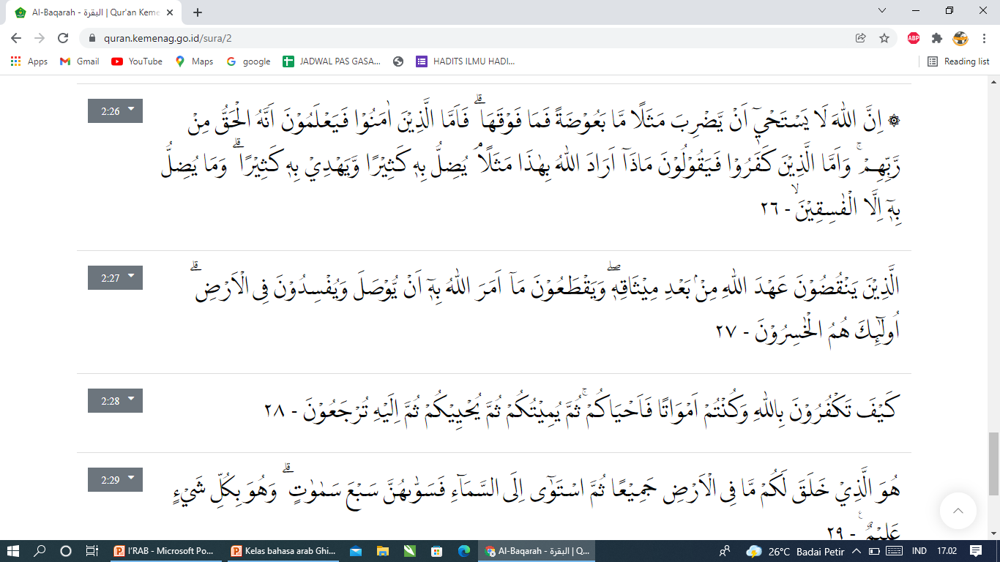 Al-Baqarah - البقرة | Qur'an Keme
quran.kemenag.go.id/sura/2
ABP
Apps Gmail YouTube Maps google JADWAL PAS GASA... HADITS ILMU HADI... Reading list
2:26
۞ اِنَّ اللّٰهَ لَا يَسْتَحْيٖٓ اَنْ يَّضْرِبَ مَثَلًا مَّا بَعُوْضَةً فَمَا فَوْقَهَا ۗ فَاَمَّا الَّذِيْنَ اٰمَنُوْا فَيَعْلَمُوْنَ اَنَّهُ الْحَقُّ مِنْ
رَّبِّهِمْ ۚ وَاَمَّا الَّذِيْنَ كَفَرُوْا فَيَقُوْلُوْنَ مَاذَآ اَرَادَ اللّٰهُ بِهٰذَا مَثَلًا ۘ يُضِلُّ بِهٖ كَثِيْرًا وَّيَهْدِيْ بِهٖ كَثِيْرًا ۗ وَمَا يُضِلُّ
بِهٖٓ اِلَّا الْفٰسِقِيْنَۙ - ٢٦
2:27
الَّذِيْنَ يَنْقُضُوْنَ عَهْدَ اللّٰهِ مِنْۢ بَعْدِ مِيْثَاقِهٖۖ وَيَقْطَعُوْنَ مَآ اَمَرَ اللّٰهُ بِهٖٓ اَنْ يُّوْصَلَ وَيُفْسِدُوْنَ فِى الْاَرْضِۗ
اُولٰۤىِٕكَ هُمُ الْخٰسِرُوْنَ - ٢٧
2:28
كَيْفَ تَكْفُرُوْنَ بِاللّٰهِ وَكُنْتُمْ اَمْوَاتًا فَاَحْيَاكُمْۚ ثُمَّ يُمِيْتُكُمْ ثُمَّ يُحْيِيْكُمْ ثُمَّ اِلَيْهِ تُرْجَعُوْنَ - ٢٨
2:29
هُوَ الَّذِيْ خَلَقَ لَكُمْ مَّا فِى الْاَرْضِ جَمِيْعًا ثُمَّ اسْتَوٰٓى اِلَى السَّمَاۤءِ فَسَوّٰىهُنَّ سَبْعَ سَمٰوٰتٍ ۗ وَهُوَ بِكُلِّ شَيْءٍ
عَلِيْمٌ ࣖ - ٢٩
I'RAB - Microsoft Po... Kelas bahasa arab Ghi... Al-Baqarah - البقرة | Q... 26°C Badai Petir IND 17.02